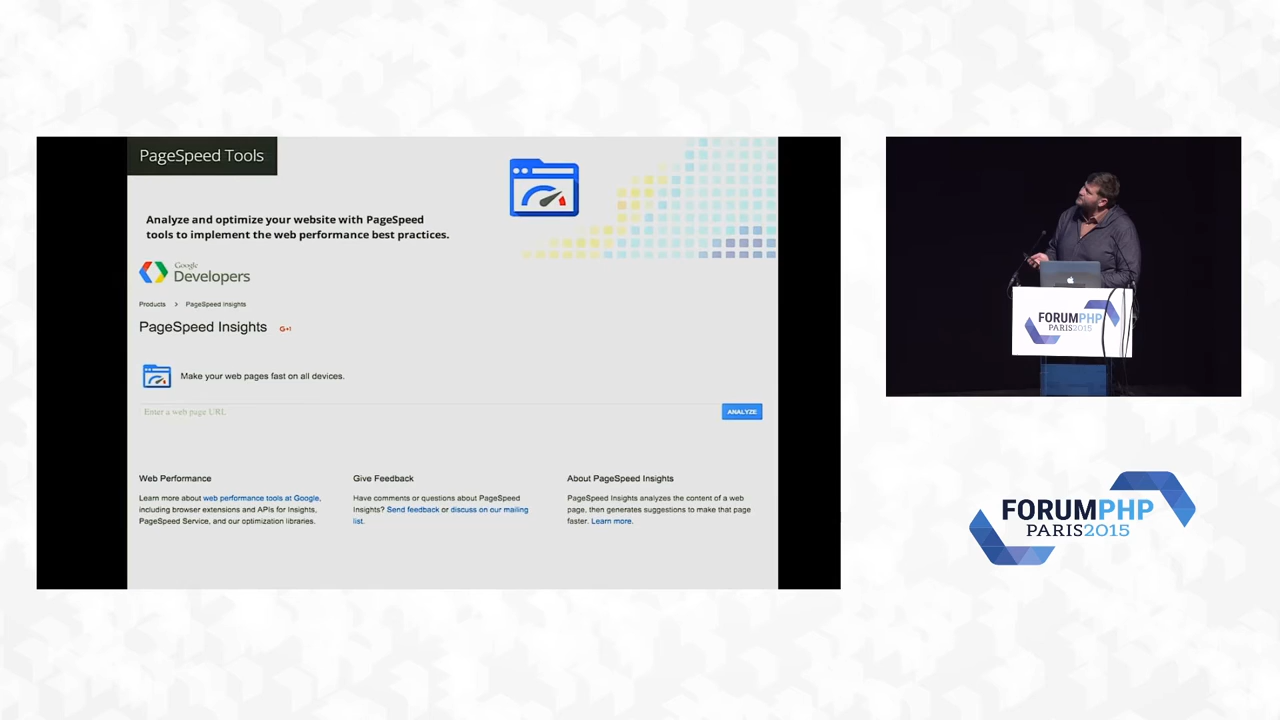 PageSpeed Tools
Analyze and optimize your website with PageSpeed
tools to implement the web performance best practices.
Google
Developers
Products > PageSpeed Insights
PageSpeed Insights G+1
Make your web pages fast on all devices.
Enter a web page URL
ANALYZE
Web Performance
Learn more about web performance tools at Google,
including browser extensions and APIs for Insights,
PageSpeed Service, and our optimization libraries.
Give Feedback
Have comments or questions about PageSpeed
Insights? Send feedback or discuss on our mailing
list.
About PageSpeed Insights
PageSpeed Insights analyzes the content of a web
page, then generates suggestions to make that page
faster. Learn more.
FORUMPHP
PARIS2015
FORUMPHP
PARIS2015